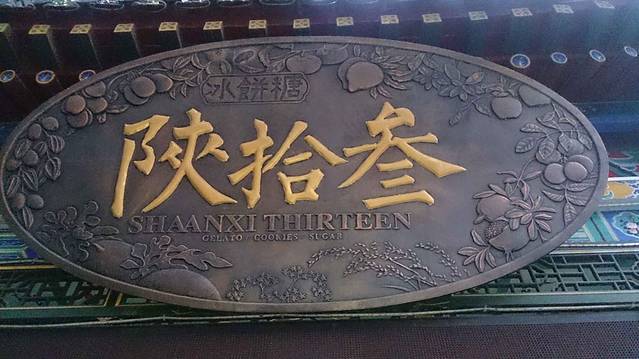 冰餅糖
陝拾叁
SHAANXI THIRTEEN
GELATO / COOKIES / SUGAR